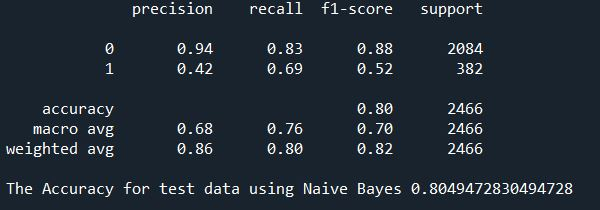 precision recall f1-score support
0 0.94 0.83 0.88 2084
1 0.42 0.69 0.52 382
accuracy 0.80 2466
macro avg 0.68 0.76 0.70 2466
weighted avg 0.86 0.80 0.82 2466
The Accuracy for test data using Naive Bayes 0.8049472830494728